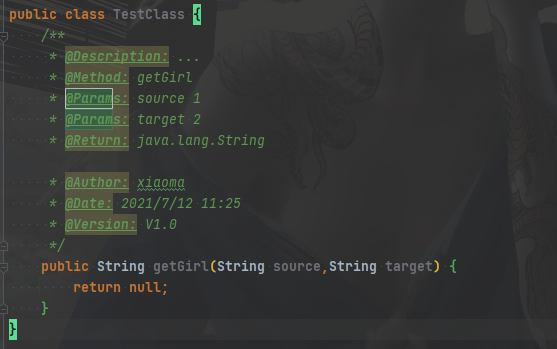 public class TestClass {
/**
* @Description: ...
* @Method: getGirl
* @Params: source 1
* @Params: target 2
* @Return: java.lang.String
* @Author: xiaoma
* @Date: 2021/7/12 11:25
* @Version: V1.0
*/
public String getGirl(String source,String target) {
return null;
}
}